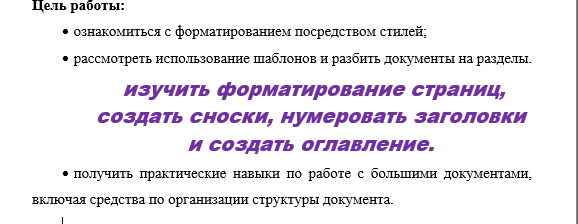 Цель работы:
• ознакомиться с форматированием посредством стилей;
• рассмотреть использование шаблонов и разбить документы на разделы.
изучить форматирование страниц,
создать сноски, нумеровать заголовки
и создать оглавление.
• получить практические навыки по работе с большими документами,
включая средства по организации структуры документа.